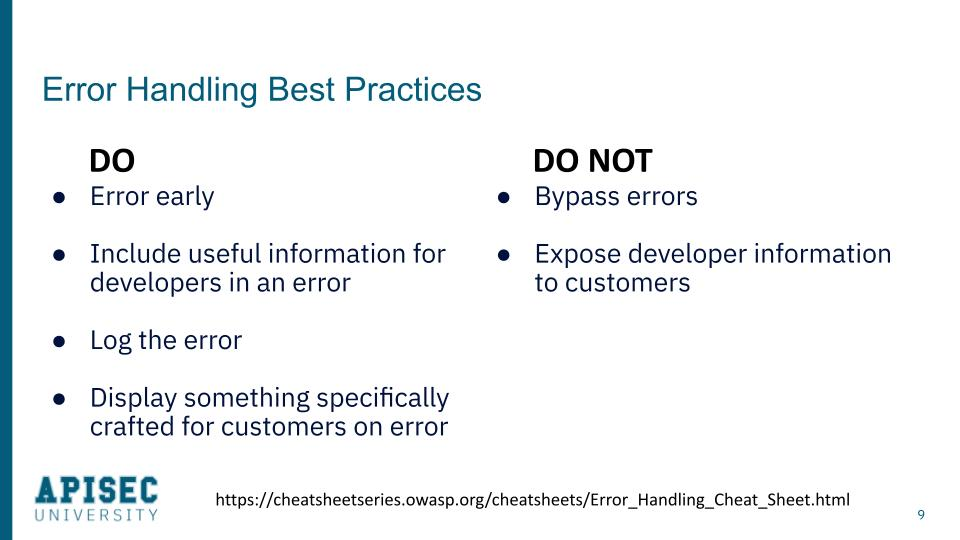 Error Handling Best Practices
DO
● Error early
● Include useful information for
developers in an error
● Log the error
● Display something specifically
crafted for customers on error
DO NOT
● Bypass errors
● Expose developer information
to customers
APISEC
UNIVERSITY
https://cheatsheetseries.owasp.org/cheatsheets/Error_Handling_Cheat_Sheet.html
9